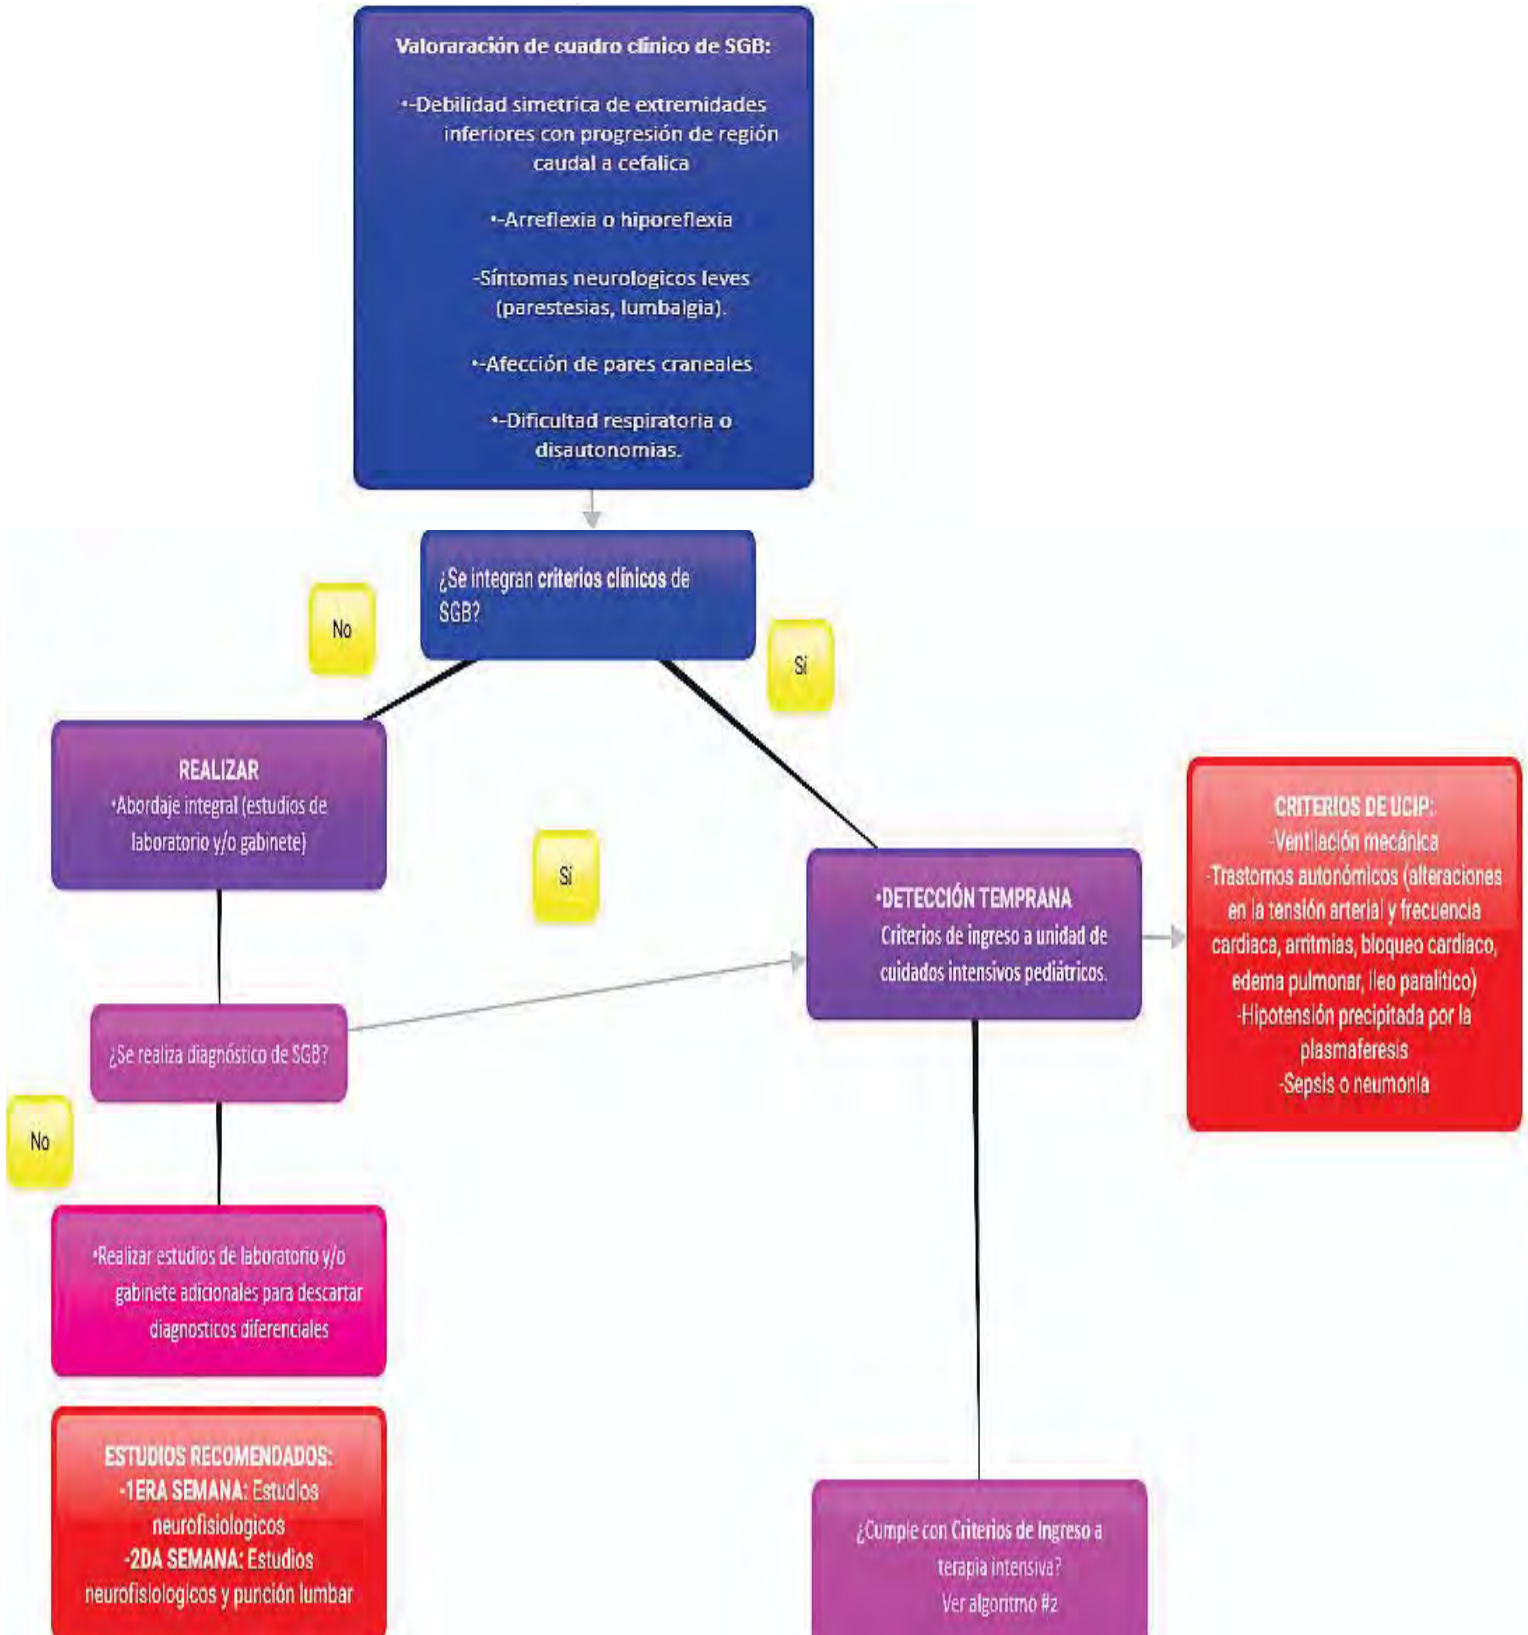 Valoraración de cuadro clínico de SGB:
•-Debilidad simetrica de extremidades
inferiores con progresión de región
caudal a cefalica
•-Arreflexia o hiporeflexia
-Síntomas neurologicos leves
(parestesias, lumbalgia).
•-Afección de pares craneales
•-Dificultad respiratoria o
disautonomias.
¿Se integran criterios clínicos de
SGB?
No
Si
REALIZAR
•Abordaje integral (estudios de
laboratorio y/o gabinete)
Sí
•DETECCIÓN TEMPRANA
Criterios de ingreso a unidad de
cuidados intensivos pediátricos.
CRITERIOS DE UCIP:
-Ventilación mecánica
-Trastornos autonómicos (alteraciones
en la tensión arterial y frecuencia
cardiaca, arritmias, bloqueo cardiaco,
edema pulmonar, ileo paralitico)
-Hipotensión precipitada por la
plasmaferesis
-Sepsis o neumonía
¿Se realiza diagnóstico de SGB?
No
•Realizar estudios de laboratorio y/o
gabinete adicionales para descartar
diagnosticos diferenciales
ESTUDIOS RECOMENDADOS:
-1ERA SEMANA: Estudios
neurofisiologicos
-2DA SEMANA: Estudios
neurofisiologicos y punción lumbar
¿Cumple con Criterios de Ingreso a
terapia intensiva?
Ver algoritmo #2